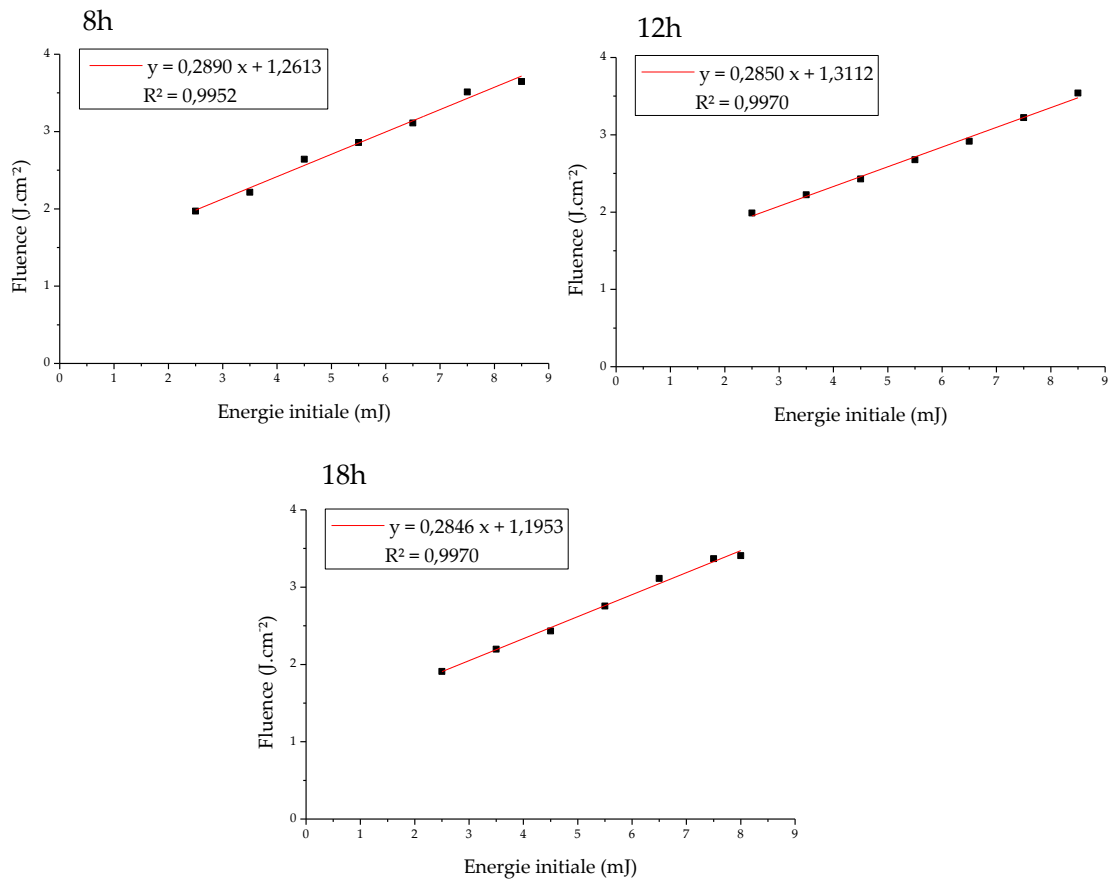 8h
y = 0,2890 x + 1,2613
R² = 0,9952
Fluence (J.cm⁻²)
4
3
2
1
0
0 1 2 3 4 5 6 7 8 9
Energie initiale (mJ)
12h
y = 0,2850 x + 1,3112
R² = 0,9970
Fluence (J.cm⁻²)
4
3
2
1
0
0 1 2 3 4 5 6 7 8 9
Energie initiale (mJ)
18h
y = 0,2846 x + 1,1953
R² = 0,9970
Fluence (J.cm⁻²)
4
3
2
1
0
0 1 2 3 4 5 6 7 8 9
Energie initiale (mJ)